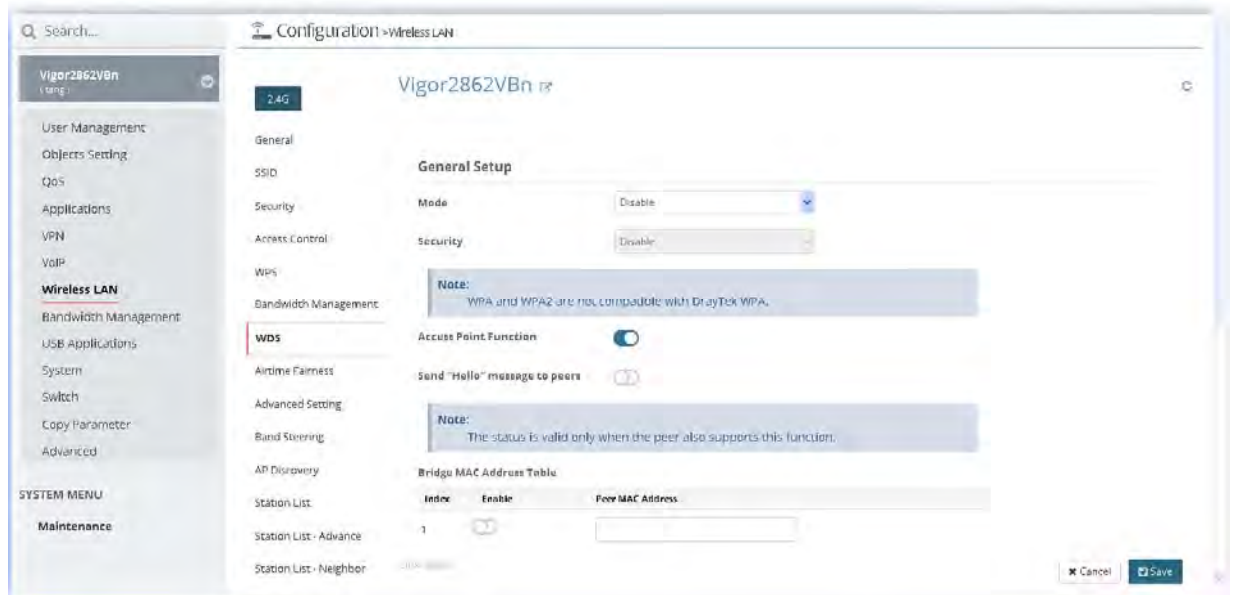 Search...
Configuration >Wireless LAN
Vigor2862VBn
User Management
Objects Setting
QoS
Applications
VPN
VoIP
Wireless LAN
Bandwidth Management
USB Applications
System
Switch
Copy Parameter
Advanced
SYSTEM MENU
Maintenance
2.4G
General
SSID
Security
Access Control
WPS
Bandwidth Management
WDS
Airtime Fairness
Advanced Setting
Band Steering
AP Discovery
Station List
Station List - Advance
Station List - Neighbor
Vigor2862VBn
General Setup
Mode Disable
Security Disable
Note:
WPA and WPA2 are not compatible with DrayTek WPA.
Access Point Function
Send "Hello" message to peers
Note:
The status is valid only when the peer also supports this function.
Bridge MAC Address Table
Index Enable Peer MAC Address
1
Cancel Save